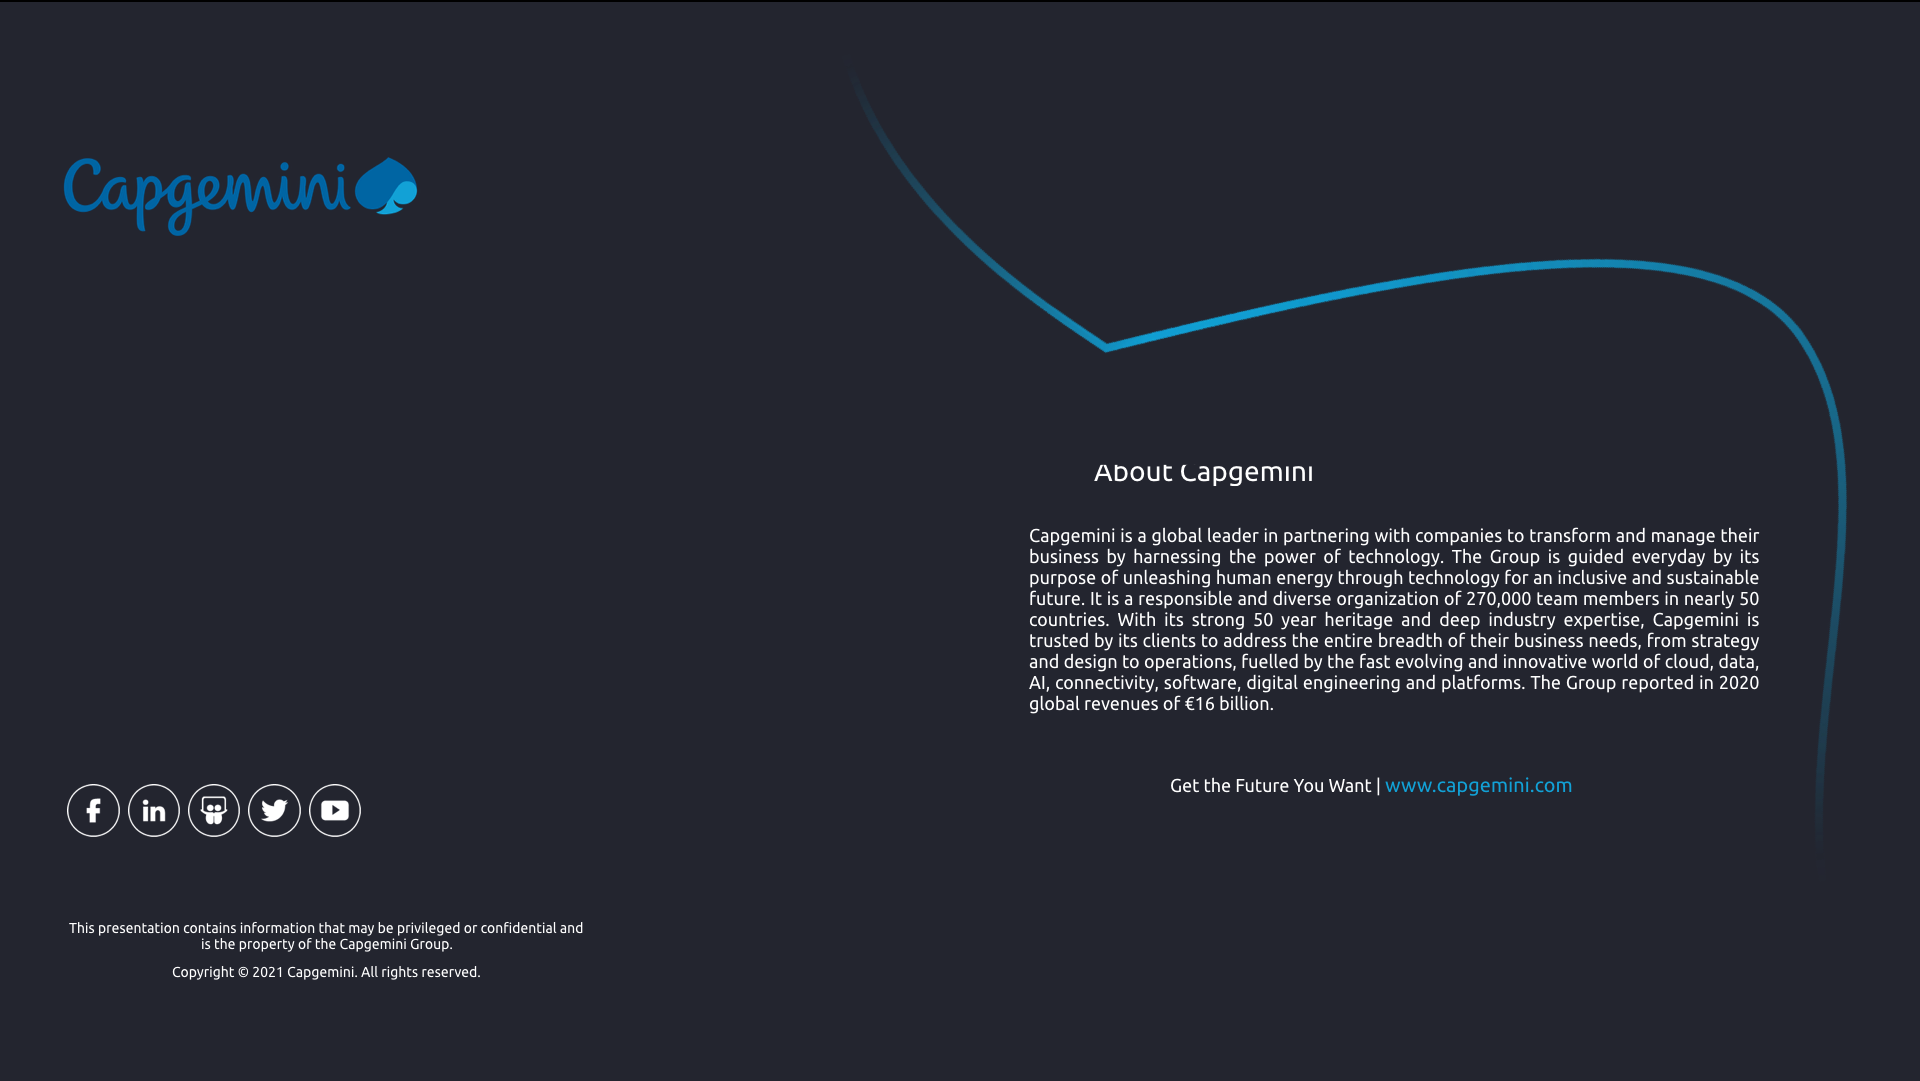 Capgemini
About Capgemini
Capgemini is a global leader in partnering with companies to transform and manage their
business by harnessing the power of technology. The Group is guided everyday by its
purpose of unleashing human energy through technology for an inclusive and sustainable
future. It is a responsible and diverse organization of 270,000 team members in nearly 50
countries. With its strong 50 year heritage and deep industry expertise, Capgemini is
trusted by its clients to address the entire breadth of their business needs, from strategy
and design to operations, fuelled by the fast evolving and innovative world of cloud, data,
AI, connectivity, software, digital engineering and platforms. The Group reported in 2020
global revenues of €16 billion.
Get the Future You Want | www.capgemini.com
This presentation contains information that may be privileged or confidential and
is the property of the Capgemini Group.
Copyright © 2021 Capgemini. All rights reserved.